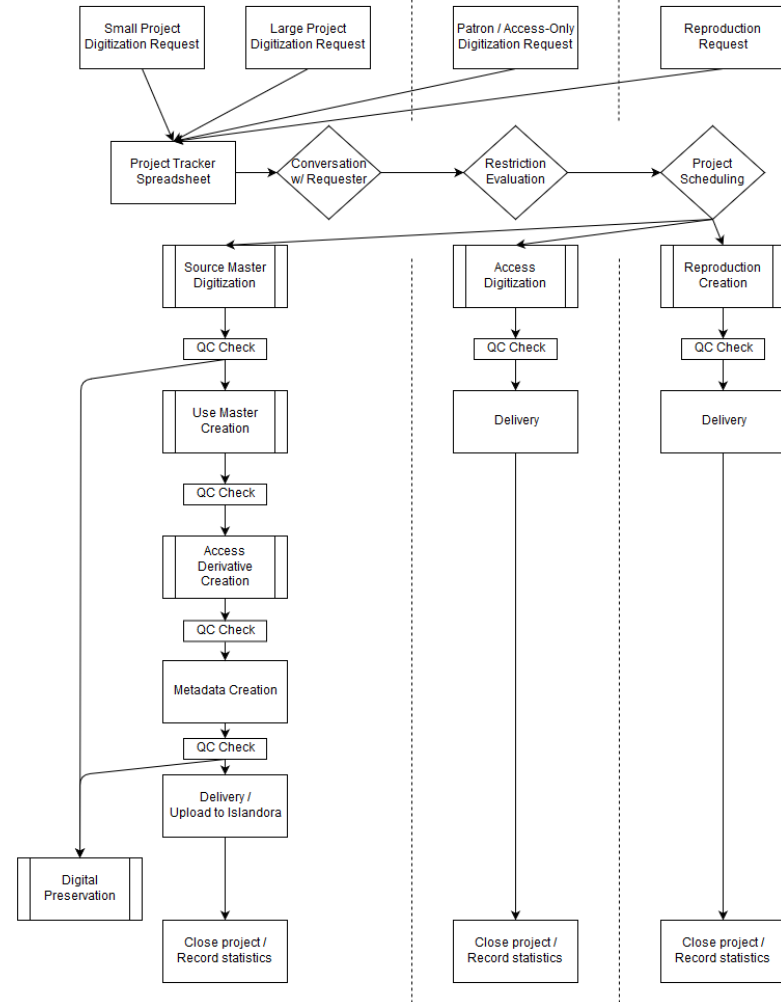 Small Project
Digitization Request
Large Project
Digitization Request
Patron / Access-Only
Digitization Request
Reproduction
Request
Project Tracker
Spreadsheet
Conversation
w/ Requester
Restriction
Evaluation
Project
Scheduling
Source Master
Digitization
Access
Digitization
Reproduction
Creation
QC Check
QC Check
QC Check
Use Master
Creation
Delivery
Delivery
QC Check
Access
Derivative
Creation
QC Check
Metadata Creation
QC Check
Delivery /
Upload to Islandora
Digital
Preservation
Close project /
Record statistics
Close project /
Record statistics
Close project /
Record statistics